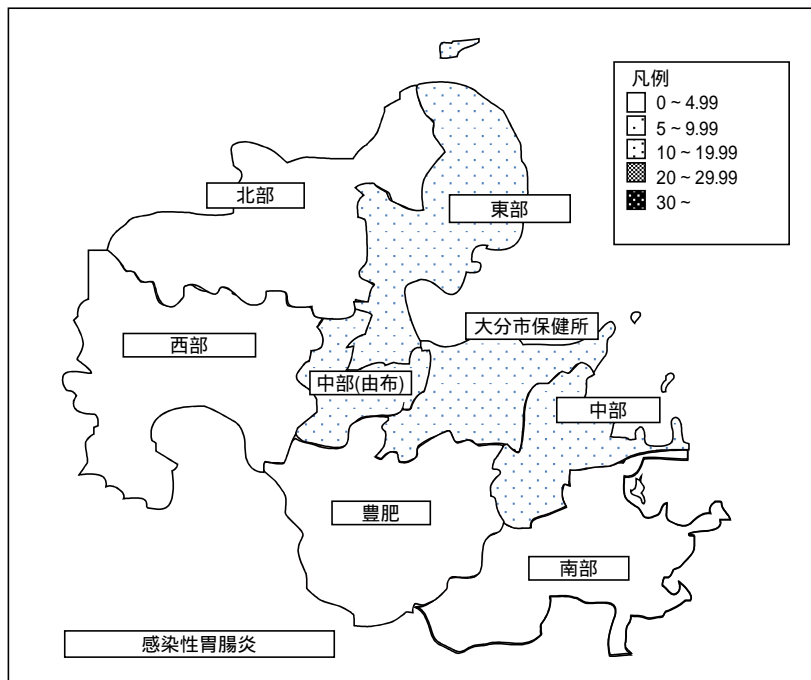 凡例
0 ~ 4.99
5 ~ 9.99
10 ~ 19.99
20 ~ 29.99
30 ~
北部
東部
大分市保健所
西部
中部(由布)
中部
豊肥
南部
感染性胃腸炎